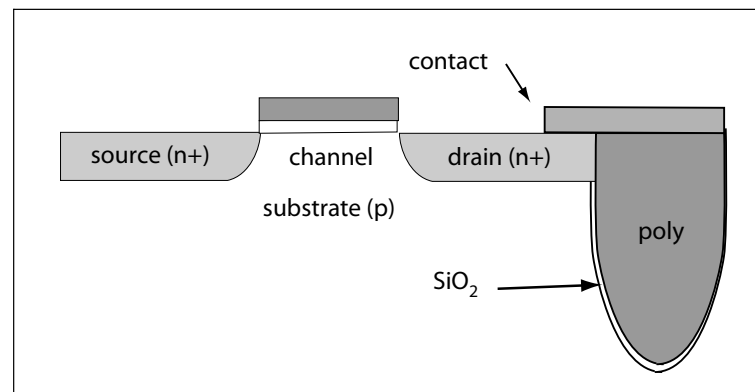 contact
source (n+)
channel
drain (n+)
substrate (p)
poly
SiO₂